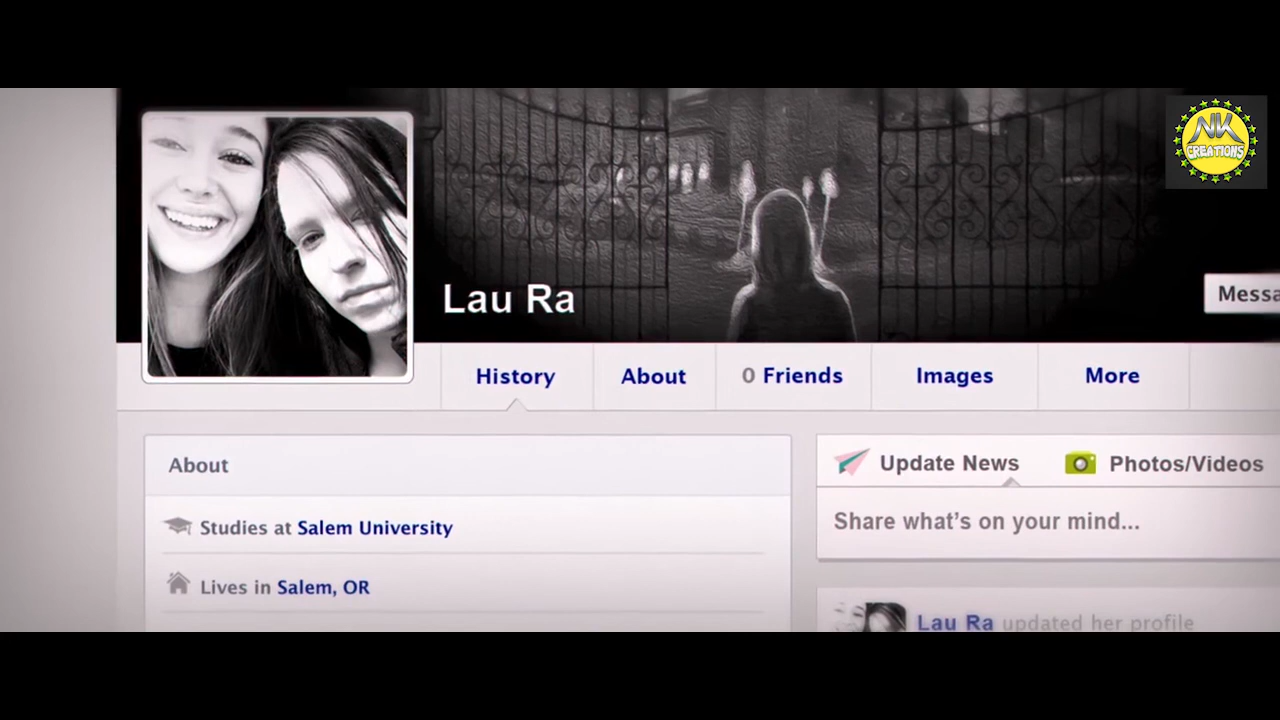 NK
CREATIONS
Lau Ra
Messa
History
About
0 Friends
Images
More
About
Studies at Salem University
Lives in Salem, OR
Update News
Photos/Videos
Share what's on your mind...
Lau Ra updated her profile